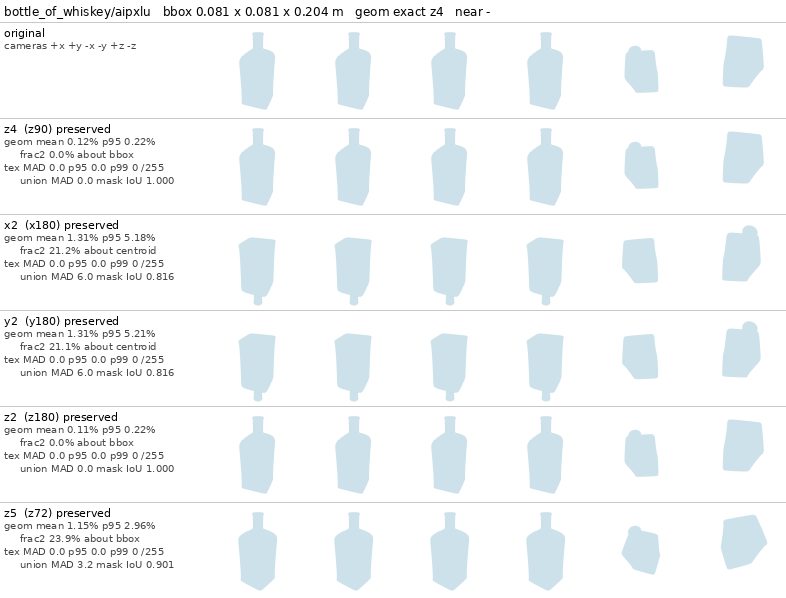 bottle_of_whiskey/aipxlu   bbox 0.081 x 0.081 x 0.204 m   geom exact z4   near -
original
cameras +x +y -x -y +z -z
z4  (z90) preserved
geom mean 0.12% p95 0.22%
frac2 0.0% about bbox
tex MAD 0.0 p95 0.0 p99 0 /255
union MAD 0.0 mask IoU 1.000
x2  (x180) preserved
geom mean 1.31% p95 5.18%
frac2 21.2% about centroid
tex MAD 0.0 p95 0.0 p99 0 /255
union MAD 6.0 mask IoU 0.816
y2  (y180) preserved
geom mean 1.31% p95 5.21%
frac2 21.1% about centroid
tex MAD 0.0 p95 0.0 p99 0 /255
union MAD 6.0 mask IoU 0.816
z2  (z180) preserved
geom mean 0.11% p95 0.22%
frac2 0.0% about bbox
tex MAD 0.0 p95 0.0 p99 0 /255
union MAD 0.0 mask IoU 1.000
z5  (z72) preserved
geom mean 1.15% p95 2.96%
frac2 23.9% about bbox
tex MAD 0.0 p95 0.0 p99 0 /255
union MAD 3.2 mask IoU 0.901